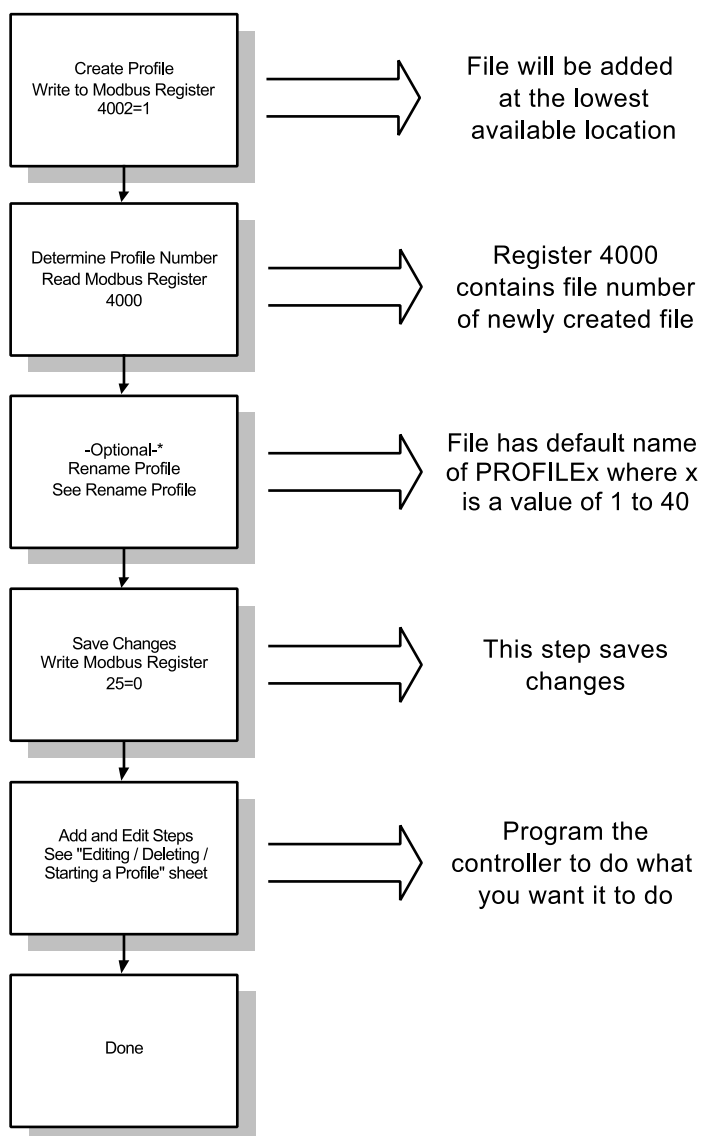 Create Profile
Write to Modbus Register
4002=1
File will be added
at the lowest
available location
Determine Profile Number
Read Modbus Register
4000
Register 4000
contains file number
of newly created file
-Optional-*
Rename Profile
See Rename Profile
File has default name
of PROFILEx where x
is a value of 1 to 40
Save Changes
Write Modbus Register
25=0
This step saves
changes
Add and Edit Steps
See "Editing / Deleting /
Starting a Profile" sheet
Program the
controller to do what
you want it to do
Done